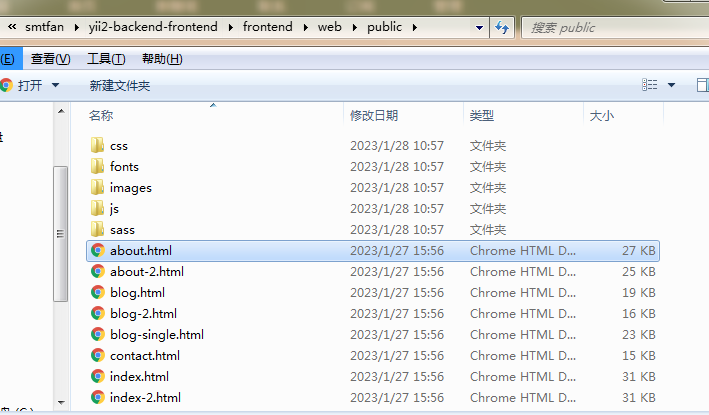 « smtfan ▸ yii2-backend-frontend ▸ frontend ▸ web ▸ public ▸ 搜索 public
(E) 查看(V) 工具(T) 帮助(H)
打开 新建文件夹
名称 修改日期 类型 大小
css 2023/1/28 10:57 文件夹
fonts 2023/1/28 10:57 文件夹
images 2023/1/28 10:57 文件夹
js 2023/1/28 10:57 文件夹
sass 2023/1/28 10:57 文件夹
about.html 2023/1/27 15:56 Chrome HTML D... 27 KB
about-2.html 2023/1/27 15:56 Chrome HTML D... 25 KB
blog.html 2023/1/27 15:56 Chrome HTML D... 19 KB
blog-2.html 2023/1/27 15:56 Chrome HTML D... 16 KB
blog-single.html 2023/1/27 15:56 Chrome HTML D... 23 KB
contact.html 2023/1/27 15:56 Chrome HTML D... 15 KB
index.html 2023/1/27 15:56 Chrome HTML D... 31 KB
index-2.html 2023/1/27 15:56 Chrome HTML D... 31 KB